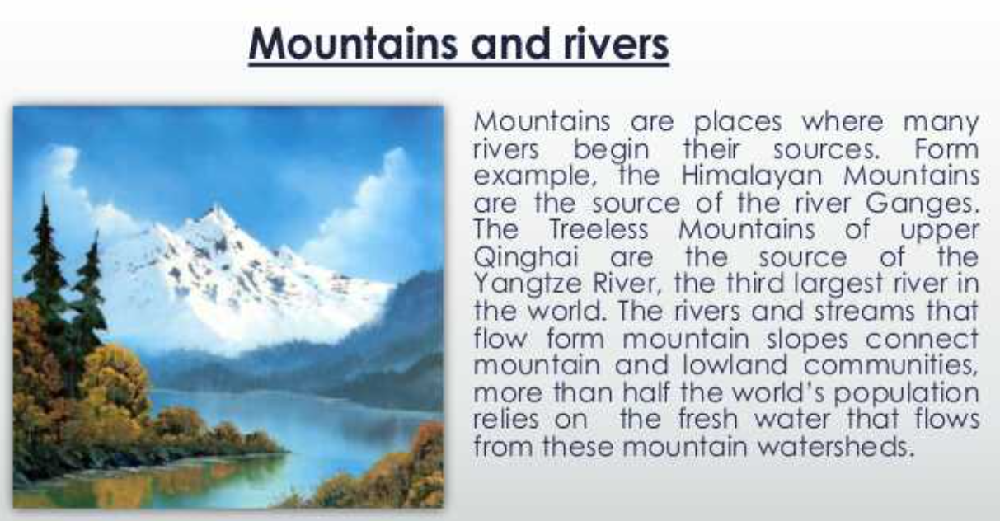 Mountains and rivers
Mountains are places where many
rivers begin their sources. Form
example, the Himalayan Mountains
are the source of the river Ganges.
The Treeless Mountains of upper
Qinghai are the source of the
Yangtze River, the third largest river in
the world. The rivers and streams that
flow form mountain slopes connect
mountain and lowland communities,
more than half the world's population
relies on the fresh water that flows
from these mountain watersheds.